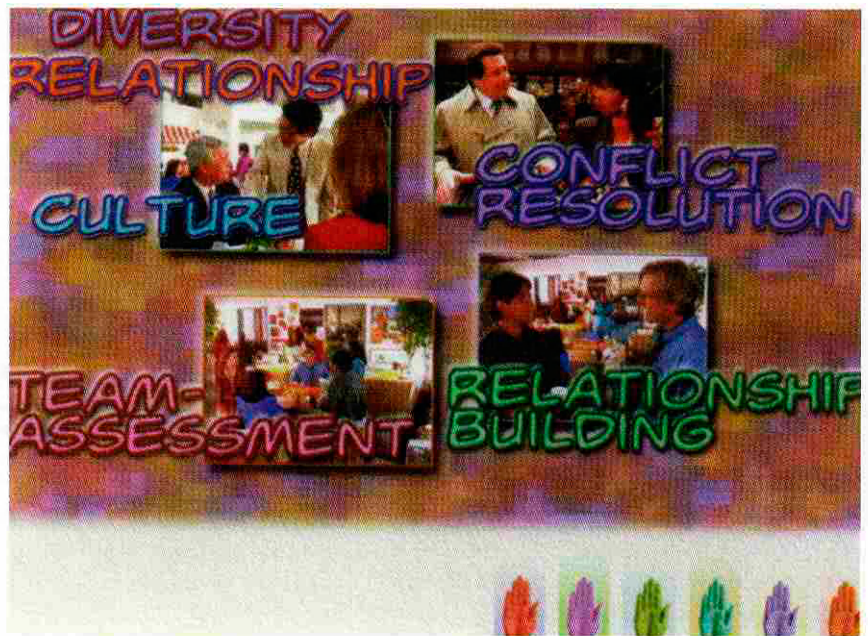 DIVERSITY
RELATIONSHIP
CULTURE
CONFLICT
RESOLUTION
TEAM-
ASSESSMENT
RELATIONSHIP
BUILDING